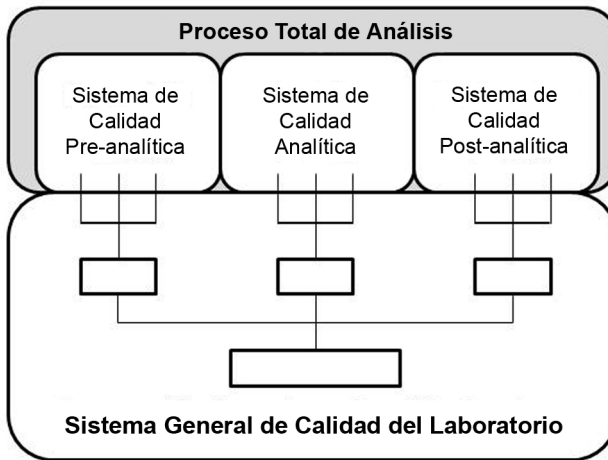 Proceso Total de Análisis
Sistema de
Calidad
Pre-analítica
Sistema de
Calidad
Analítica
Sistema de
Calidad
Post-analítica
Sistema General de Calidad del Laboratorio